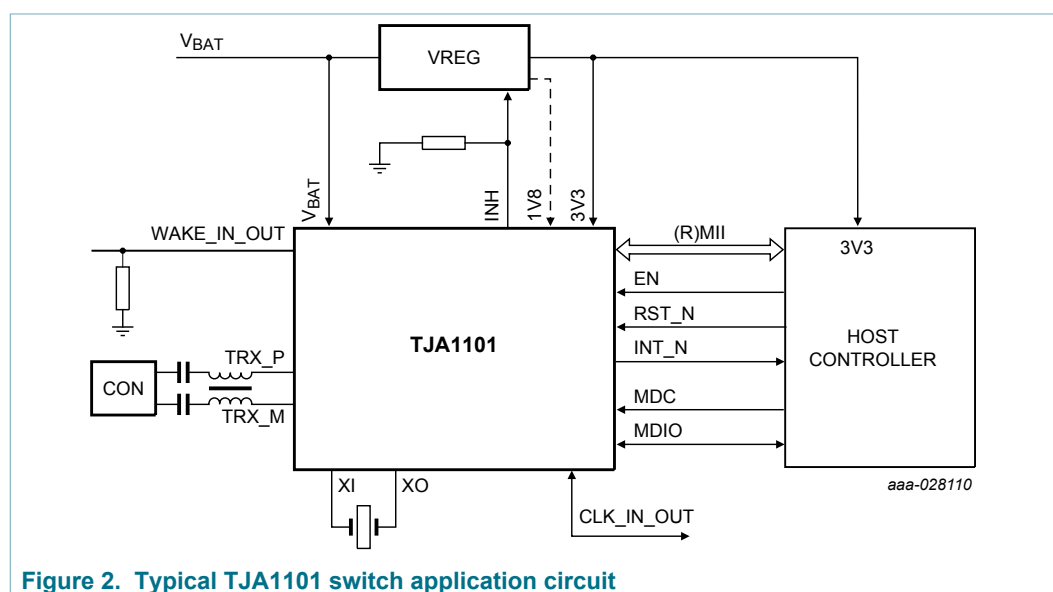 VBAT
VREG
VBAT
INH
1V8
3V3
WAKE_IN_OUT
(R)MII
3V3
EN
RST_N
TJA1101
HOST
CONTROLLER
INT_N
TRX_P
CON
TRX_M
MDC
MDIO
XI
XO
CLK_IN_OUT
aaa-028110
Figure 2. Typical TJA1101 switch application circuit